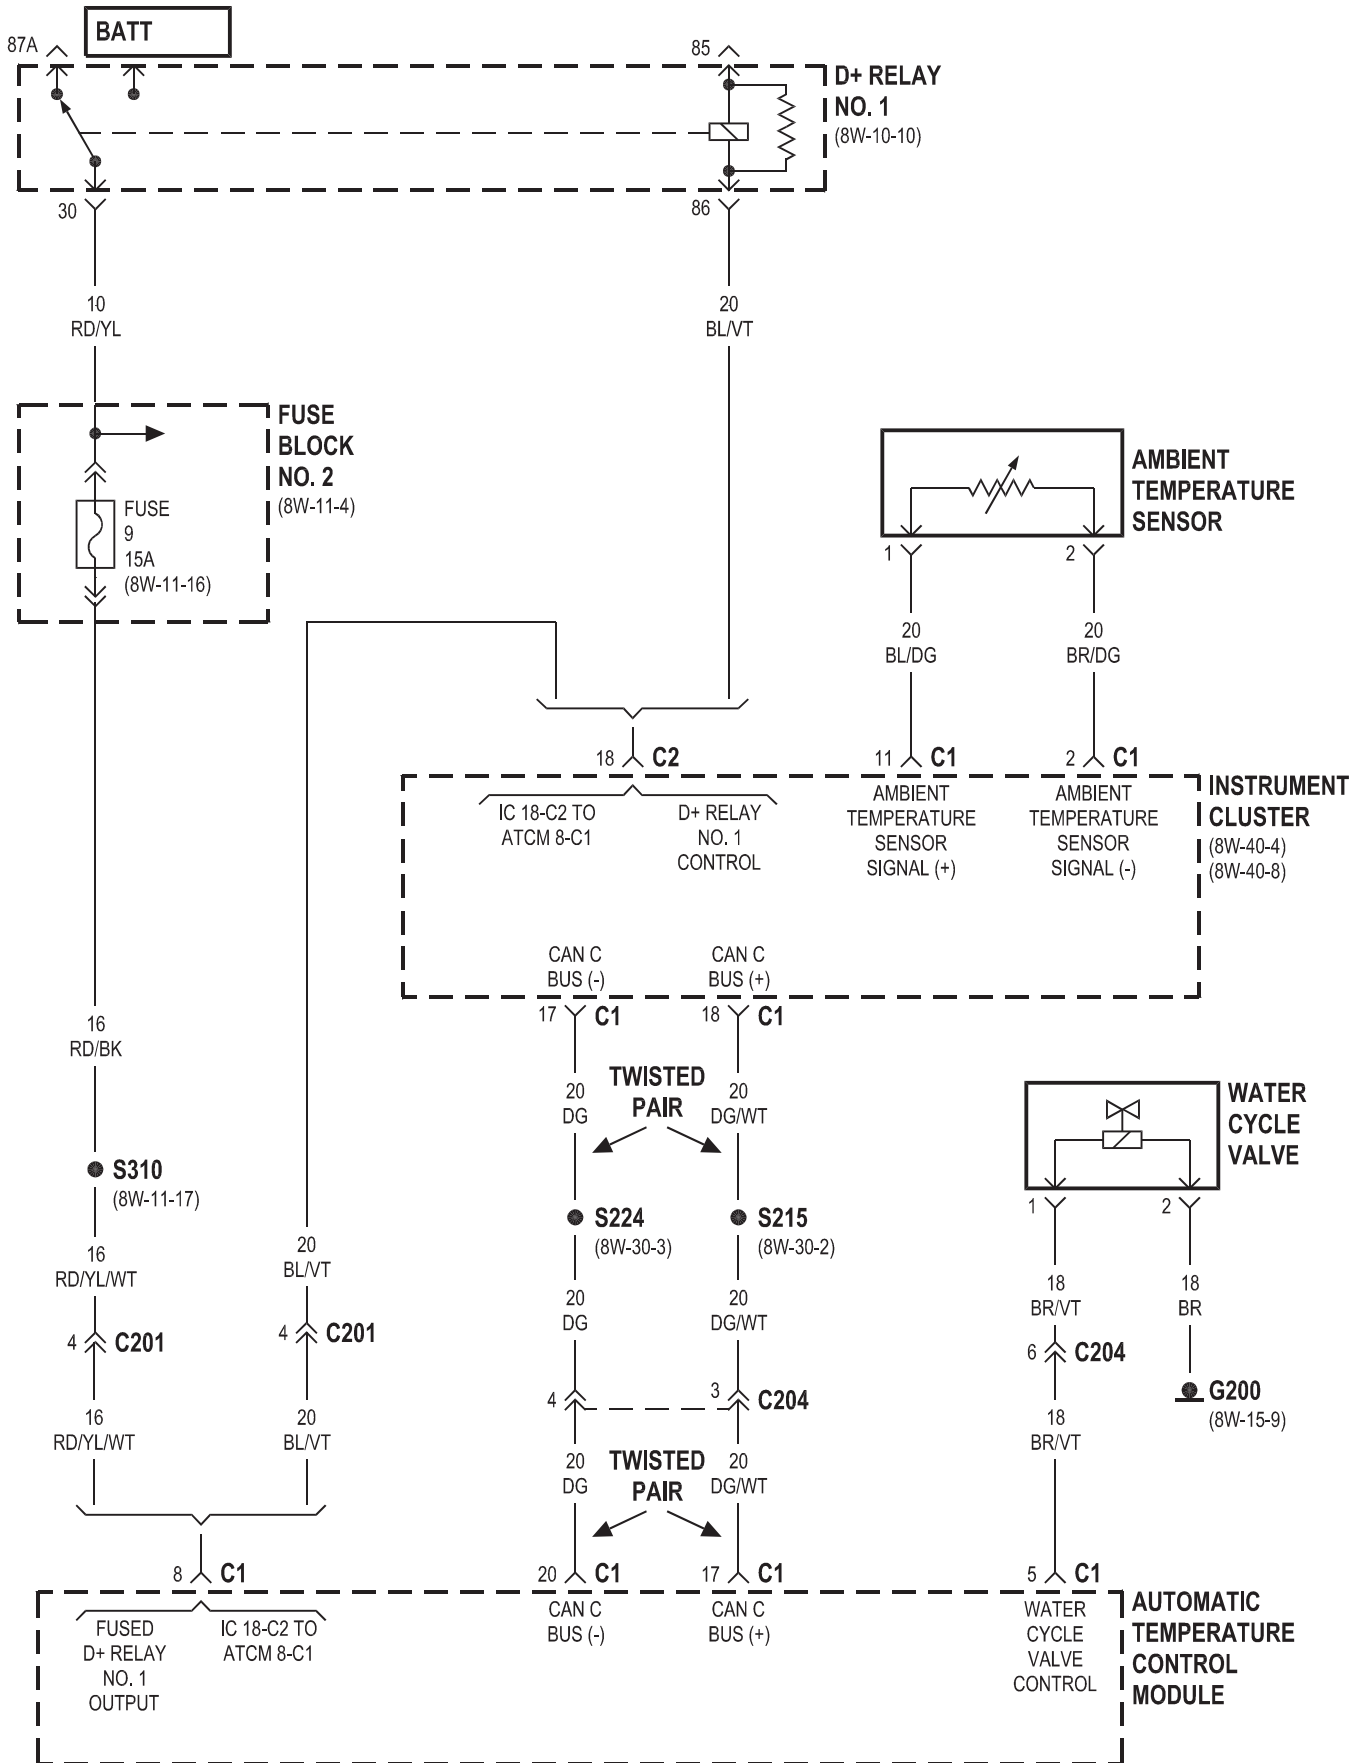 BATT
87A
85
D+ RELAY
NO. 1
(8W-10-10)
30
86
10
RD/YL
20
BL/VT
FUSE
BLOCK
NO. 2
(8W-11-4)
FUSE
9
15A
(8W-11-16)
AMBIENT
TEMPERATURE
SENSOR
1
2
20
BL/DG
20
BR/DG
18
C2
11
C1
2
C1
INSTRUMENT
CLUSTER
(8W-40-4)
(8W-40-8)
IC 18-C2 TO
ATCM 8-C1
D+ RELAY
NO. 1
CONTROL
AMBIENT
TEMPERATURE
SENSOR
SIGNAL (+)
AMBIENT
TEMPERATURE
SENSOR
SIGNAL (-)
CAN C
BUS (-)
CAN C
BUS (+)
17
C1
18
C1
16
RD/BK
20
DG
TWISTED
PAIR
20
DG/WT
WATER
CYCLE
VALVE
S310
(8W-11-17)
1
2
S224
(8W-30-3)
S215
(8W-30-2)
16
RD/YL/WT
20
BL/VT
20
DG
20
DG/WT
18
BR/VT
18
BR
4
C201
4
C201
6
C204
4
3
C204
G200
(8W-15-9)
16
RD/YL/WT
20
BL/VT
20
DG
TWISTED
PAIR
20
DG/WT
18
BR/VT
8
C1
20
C1
17
C1
5
C1
FUSED
D+ RELAY
NO. 1
OUTPUT
IC 18-C2 TO
ATCM 8-C1
CAN C
BUS (-)
CAN C
BUS (+)
WATER
CYCLE
VALVE
CONTROL
AUTOMATIC
TEMPERATURE
CONTROL
MODULE